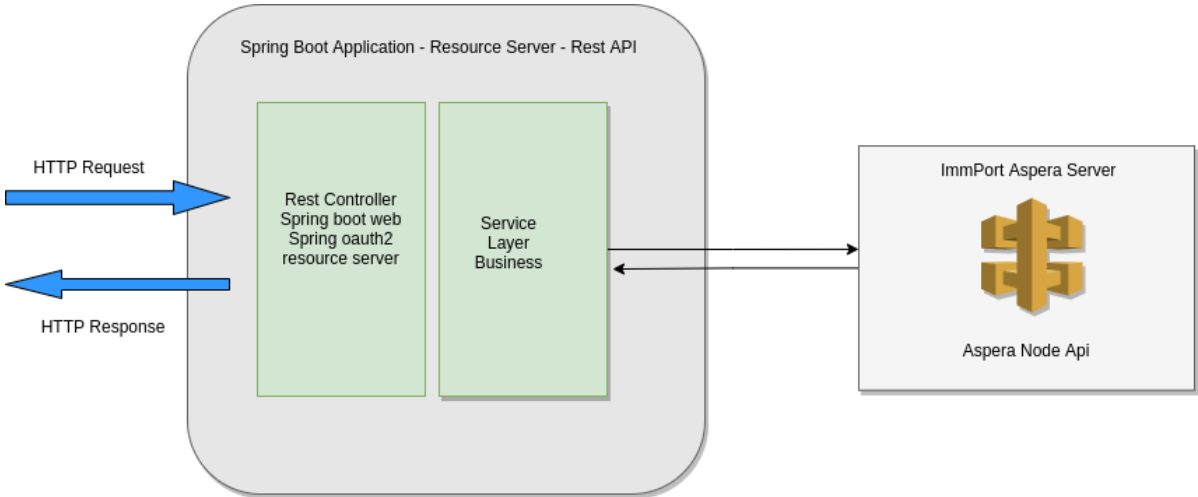 Spring Boot Application - Resource Server - Rest API
HTTP Request
HTTP Response
Rest Controller
Spring boot web
Spring oauth2
resource server
Service
Layer
Business
ImmPort Aspera Server
Aspera Node Api